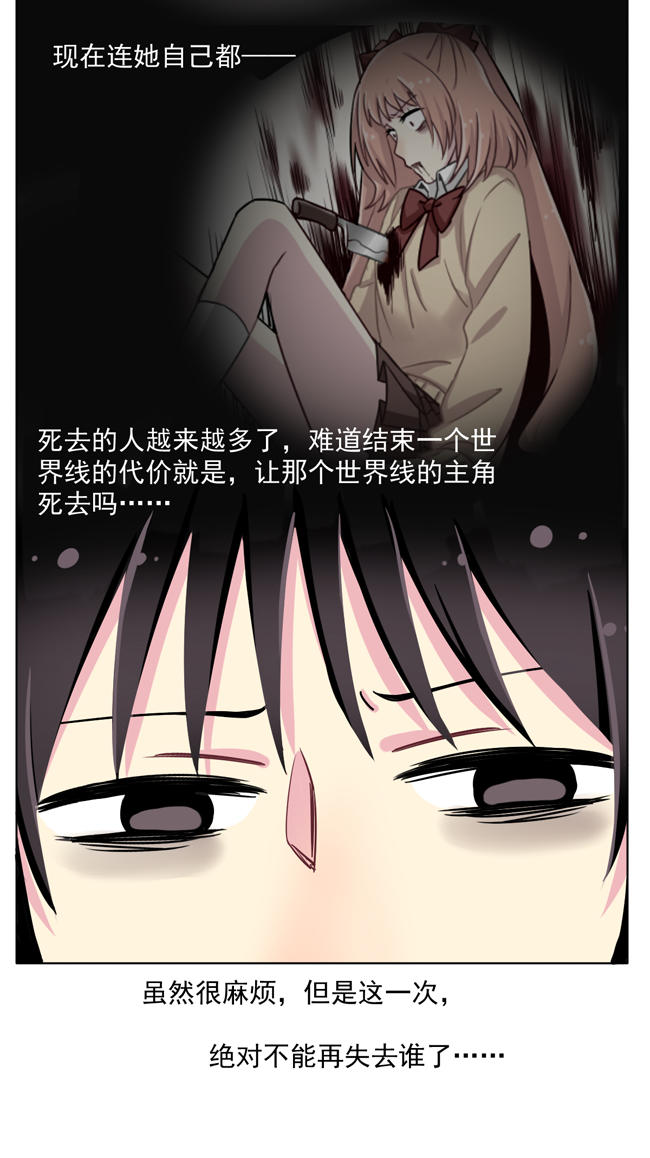 现在连她自己都——
死去的人越来越多了，难道结束一个世
界线的代价就是，让那个世界线的主角
死去吗……
虽然很麻烦，但是这一次，
绝对不能再失去谁了……